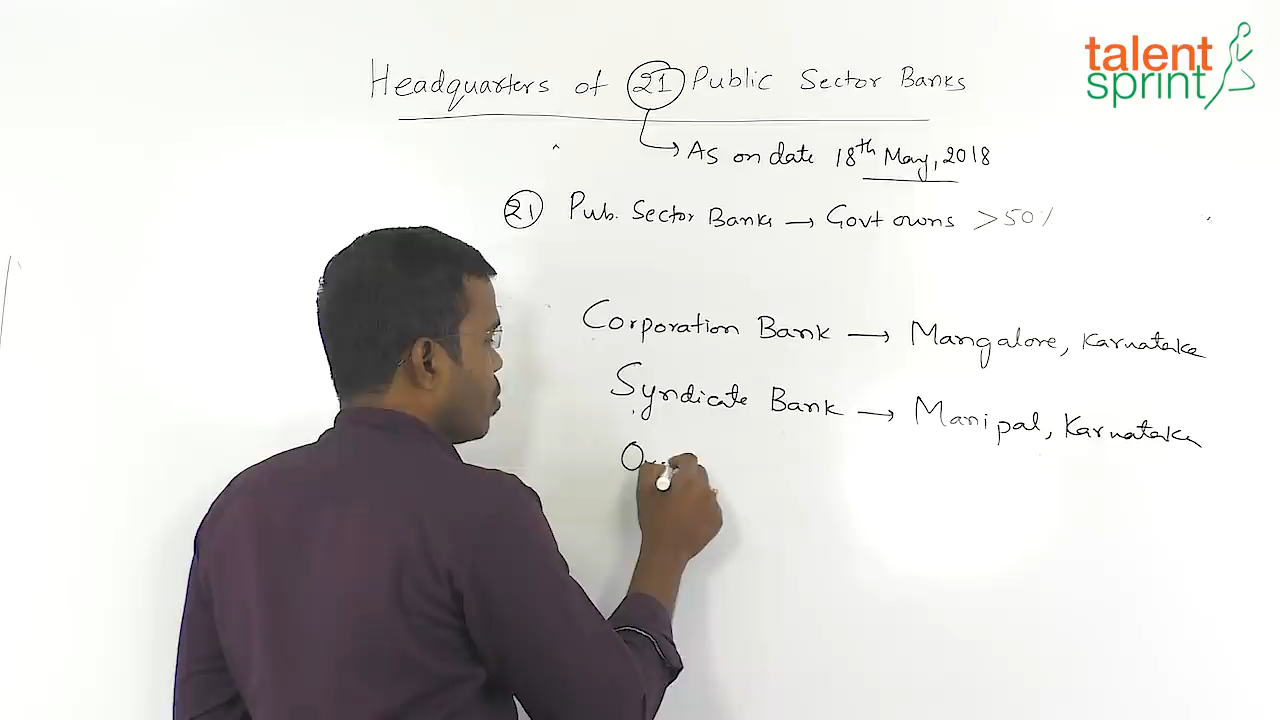 talent
sprint
Headquarters of 21 Public Sector Banks
As on date 18th May, 2018
21 Pub. Sector Banks → Govt owns >50%
Corporation Bank → Mangalore, Karnataka
Syndicate Bank → Manipal, Karnataka